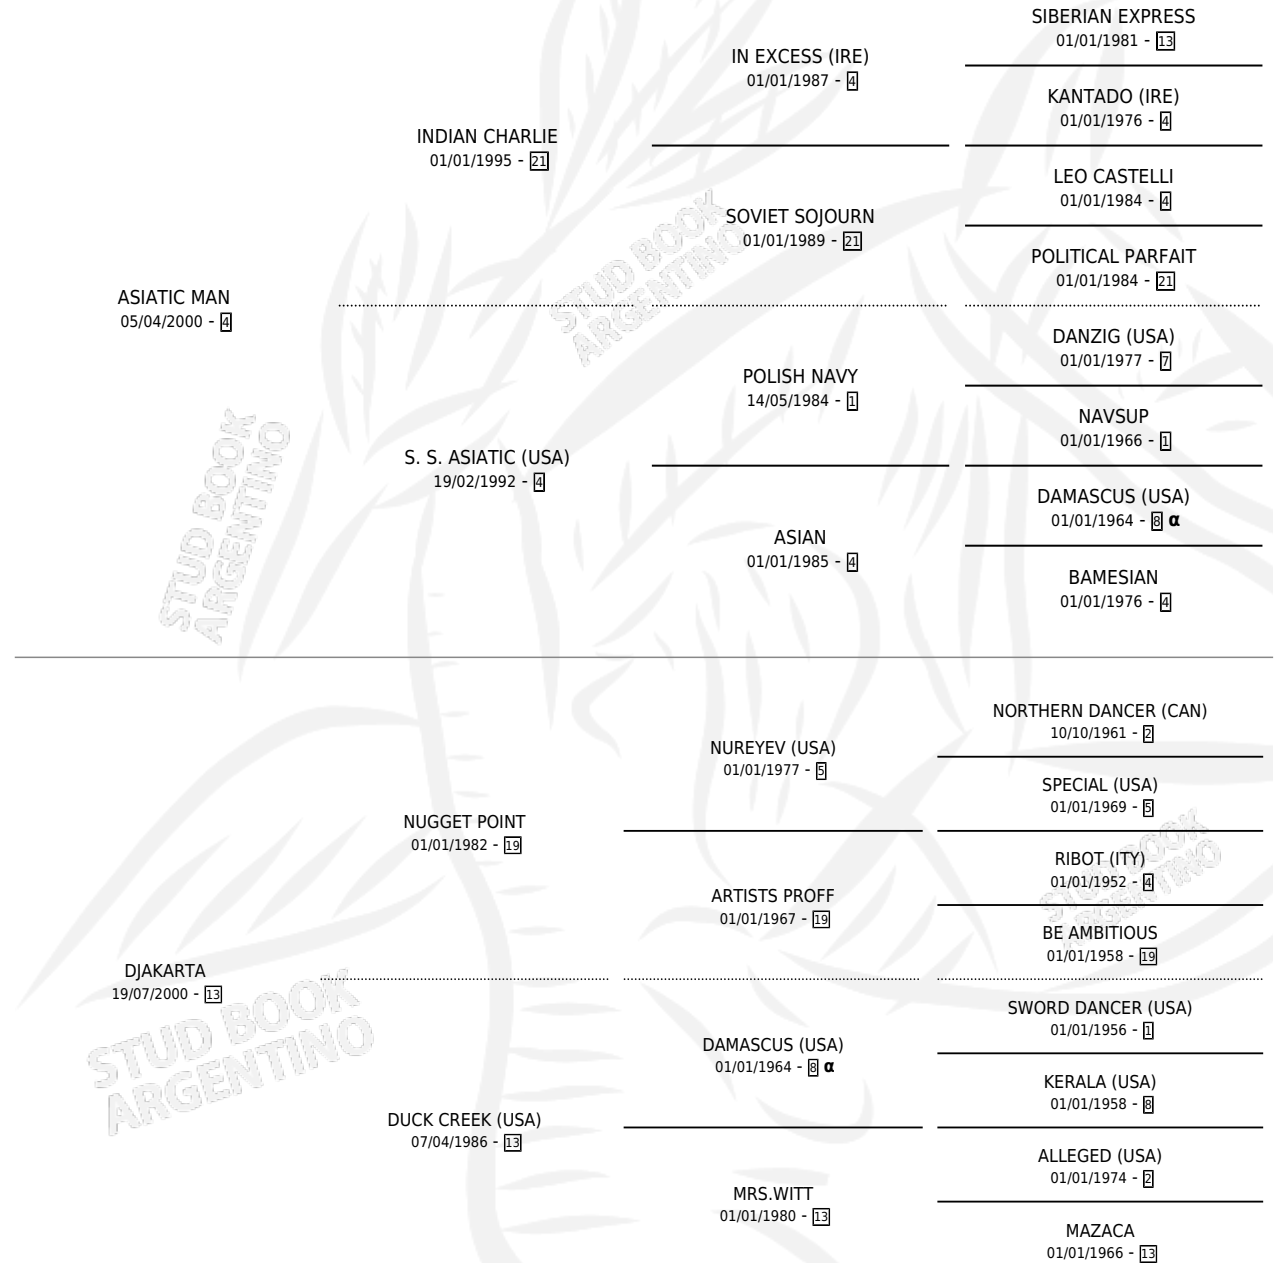 SIBERIAN EXPRESS
01/01/1981 - 13
IN EXCESS (IRE)
01/01/1987 - 4
KANTADO (IRE)
01/01/1976 - 4
INDIAN CHARLIE
01/01/1995 - 21
LEO CASTELLI
01/01/1984 - 4
SOVIET SOJOURN
01/01/1989 - 21
POLITICAL PARFAIT
01/01/1984 - 21
ASIATIC MAN
05/04/2000 - 4
DANZIG (USA)
01/01/1977 - 7
POLISH NAVY
14/05/1984 - 1
NAVSUP
01/01/1966 - 1
S. S. ASIATIC (USA)
19/02/1992 - 4
DAMASCUS (USA)
01/01/1964 - 8 α
ASIAN
01/01/1985 - 4
BAMESIAN
01/01/1976 - 4
STUD BOOK
ARGENTINO
STUD BOOK
ARGENTINO
NORTHERN DANCER (CAN)
10/10/1961 - 2
NUREYEV (USA)
01/01/1977 - 5
SPECIAL (USA)
01/01/1969 - 5
NUGGET POINT
01/01/1982 - 19
RIBOT (ITY)
01/01/1952 - 4
ARTISTS PROFF
01/01/1967 - 19
BE AMBITIOUS
01/01/1958 - 19
DJAKARTA
19/07/2000 - 13
SWORD DANCER (USA)
01/01/1956 - 1
DAMASCUS (USA)
01/01/1964 - 8 α
KERALA (USA)
01/01/1958 - 8
DUCK CREEK (USA)
07/04/1986 - 13
ALLEGED (USA)
01/01/1974 - 2
MRS.WITT
01/01/1980 - 13
MAZACA
01/01/1966 - 13
STUD BOOK
ARGENTINO
STUD BOOK
ARGENTINO